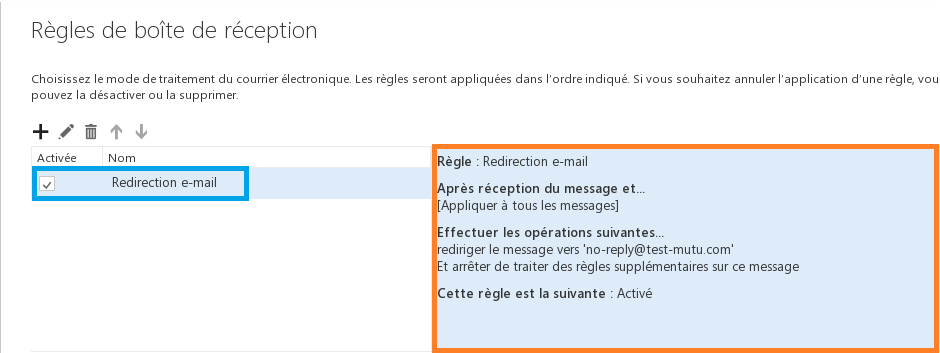 Règles de boîte de réception
Choisissez le mode de traitement du courrier électronique. Les règles seront appliquées dans l'ordre indiqué. Si vous souhaitez annuler l'application d'une règle, vou
pouvez la désactiver ou la supprimer.
Activée Nom
Redirection e-mail
Règle : Redirection e-mail
Après réception du message et...
[Appliquer à tous les messages]
Effectuer les opérations suivantes...
rediriger le message vers 'no-reply@test-mutu.com'
Et arrêter de traiter des règles supplémentaires sur ce message
Cette règle est la suivante : Activé